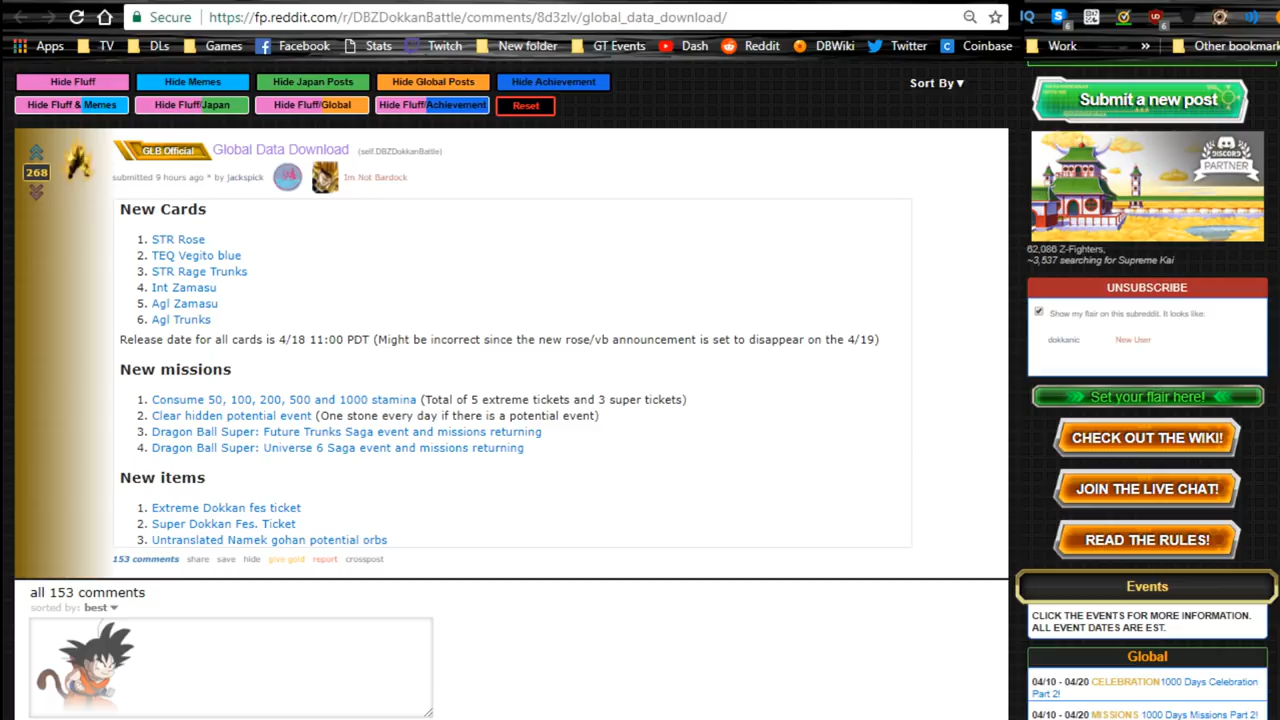 Secure https://fp.reddit.com/r/DBZDokkanBattle/comments/8d3zlv/global_data_download/
Apps TV DLs Games Facebook Stats Twitch New folder GT Events Dash Reddit DBWiki Twitter Coinbase Work » Other bookmark
Hide Fluff Hide Memes Hide Japan Posts Hide Global Posts Hide Achievement
Hide Fluff & Memes Hide Fluff/Japan Hide Fluff/Global Hide Fluff/Achievement Reset
Sort By ▼
GLB Official Global Data Download (self.DBZDokkanBattle)
268
submitted 9 hours ago * by jackspick Im Not Bardock
New Cards
1. STR Rose
2. TEQ Vegito blue
3. STR Rage Trunks
4. Int Zamasu
5. Agl Zamasu
6. Agl Trunks
Release date for all cards is 4/18 11:00 PDT (Might be incorrect since the new rose/vb announcement is set to disappear on the 4/19)
New missions
1. Consume 50, 100, 200, 500 and 1000 stamina (Total of 5 extreme tickets and 3 super tickets)
2. Clear hidden potential event (One stone every day if there is a potential event)
3. Dragon Ball Super: Future Trunks Saga event and missions returning
4. Dragon Ball Super: Universe 6 Saga event and missions returning
New items
1. Extreme Dokkan fes ticket
2. Super Dokkan Fes. Ticket
3. Untranslated Namek gohan potential orbs
153 comments share save hide give gold report crosspost
all 153 comments
sorted by: best ▼
Submit a new post
DISCORD
PARTNER
62,086 Z-Fighters,
~3,537 searching for Supreme Kai
UNSUBSCRIBE
Show my flair on this subreddit. It looks like:
dokkanic New User
Set your flair here!
CHECK OUT THE WIKI!
JOIN THE LIVE CHAT!
READ THE RULES!
Events
CLICK THE EVENTS FOR MORE INFORMATION.
ALL EVENT DATES ARE EST.
Global
04/10 - 04/20 CELEBRATION 1000 Days Celebration
Part 2!
04/10 - 04/20 MISSIONS 1000 Days Missions Part 2!